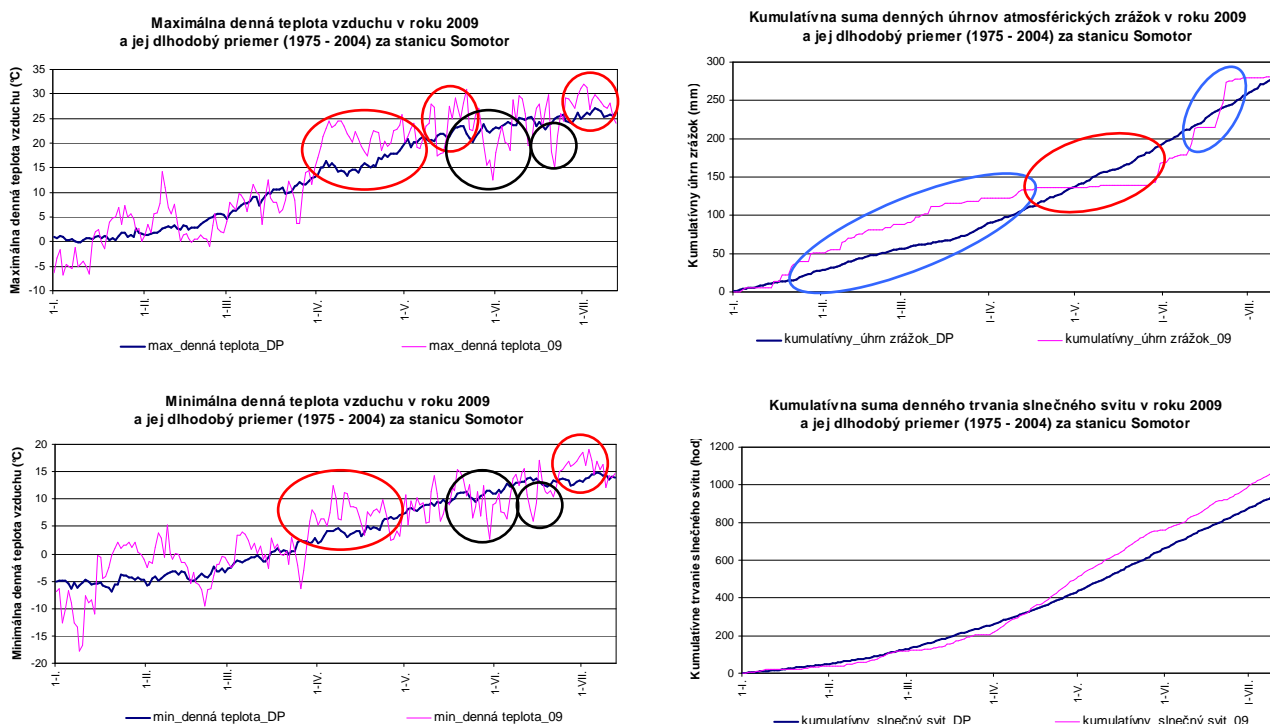 Maximálna denná teplota vzduchu v roku 2009
a jej dlhodobý priemer (1975 - 2004) za stanicu Somotor
Maximálna denná teplota vzduchu (°C)
35
30
25
20
15
10
5
0
-5
-10
1-I.
1-II.
1-III.
1-IV.
1-V.
1-VI.
1-VII.
max_denná teplota_DP
max_denná teplota_09
Kumulatívna suma denných úhrnov atmosférických zrážok v roku 2009
a jej dlhodobý priemer (1975 - 2004) za stanicu Somotor
Kumulatívny úhrn zrážok (mm)
300
250
200
150
100
50
0
1-I.
1-II.
1-III.
I-IV.
1-V.
I-VI.
-VII.
kumulatívny_úhrn zrážok_DP
kumulatívny_úhrn zrážok_09
Minimálna denná teplota vzduchu v roku 2009
a jej dlhodobý priemer (1975 - 2004) za stanicu Somotor
Minimálna denná teplota vzduchu (°C)
20
15
10
5
0
-5
-10
-15
-20
1-I.
1-II.
1-III.
1-IV.
1-V.
1-VI.
1-VII.
min_denná teplota_DP
min_denná teplota_09
Kumulatívna suma denného trvania slnečného svitu v roku 2009
a jej dlhodobý priemer (1975 - 2004) za stanicu Somotor
Kumulatívne trvanie slnečného svitu (hod)
1200
1000
800
600
400
200
0
1-I.
1-II.
1-III.
1-IV.
1-V.
1-VI.
1-VII.
kumulatívny_slnečný svit_DP
kumulatívny_slnečný svit_09